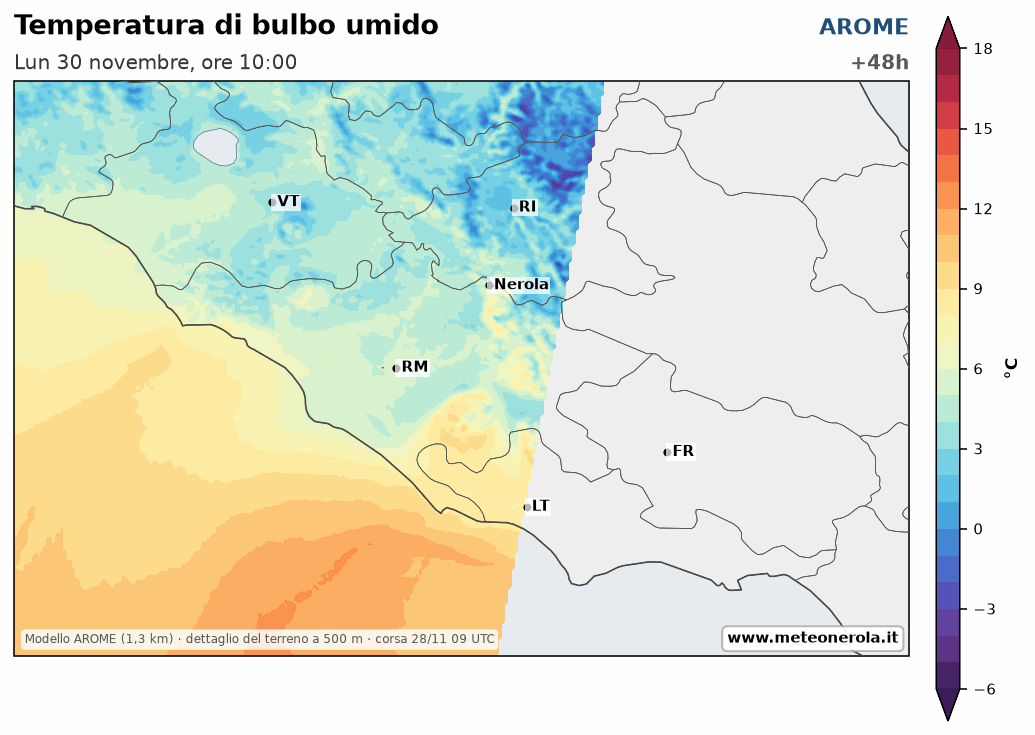 Temperatura di bulbo umido
AROME
Lun 30 novembre, ore 10:00
+48h
VT
RI
Nerola
RM
FR
LT
Modello AROME (1,3 km) · dettaglio del terreno a 500 m · corsa 28/11 09 UTC
www.meteonerola.it
18
15
12
9
6
3
0
−3
−6
°C